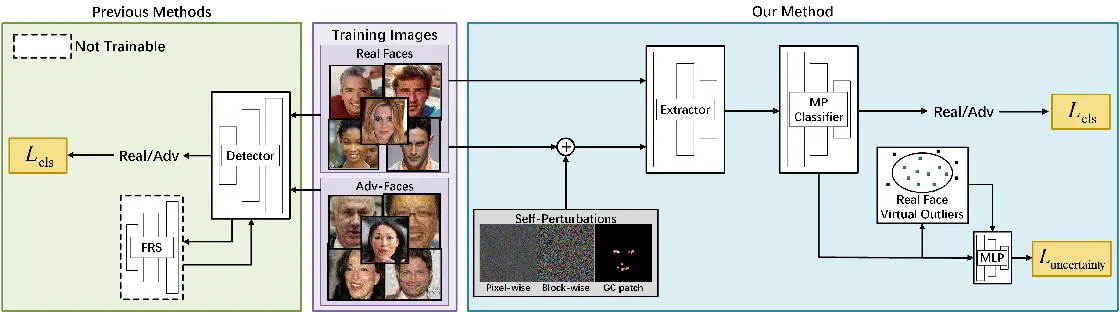 Previous Methods
Not Trainable
L_cls
Real/Adv
Detector
FRS
Training Images
Real Faces
Adv-Faces
Our Method
Extractor
MP
Classifier
Real/Adv
L_cls
Self-Perturbations
Pixel-wise Block-wise GC patch
Real Face
Virtual Outliers
MLP
L_uncertainty